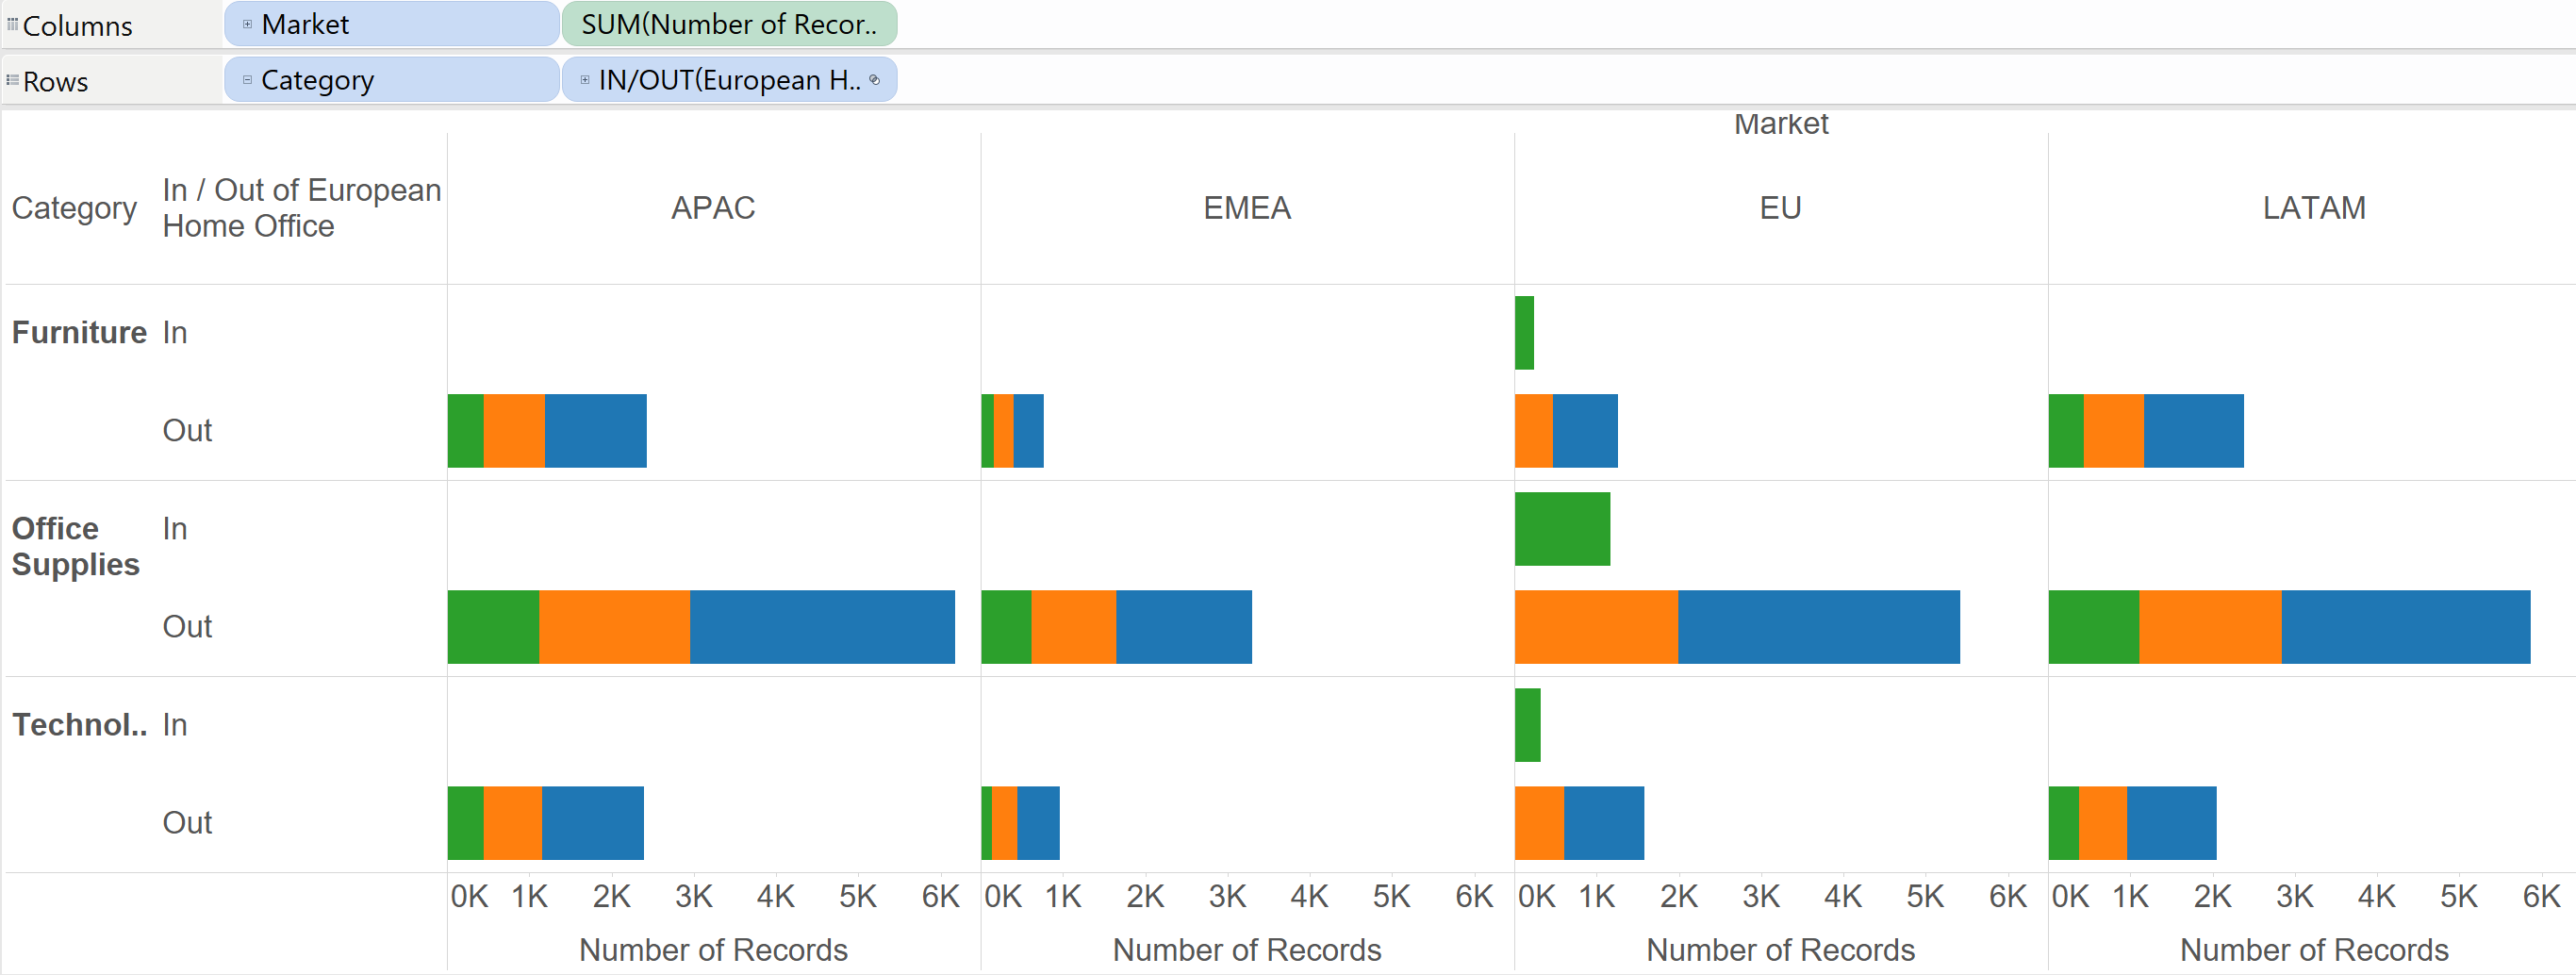 Columns Market SUM(Number of Recor..
Rows Category IN/OUT(European H..
Market
Category In / Out of European Home Office APAC EMEA EU LATAM
Furniture In
Out
Office Supplies In
Out
Technol.. In
Out
0K 1K 2K 3K 4K 5K 6K 0K 1K 2K 3K 4K 5K 6K 0K 1K 2K 3K 4K 5K 6K 0K 1K 2K 3K 4K 5K 6K
Number of Records Number of Records Number of Records Number of Records